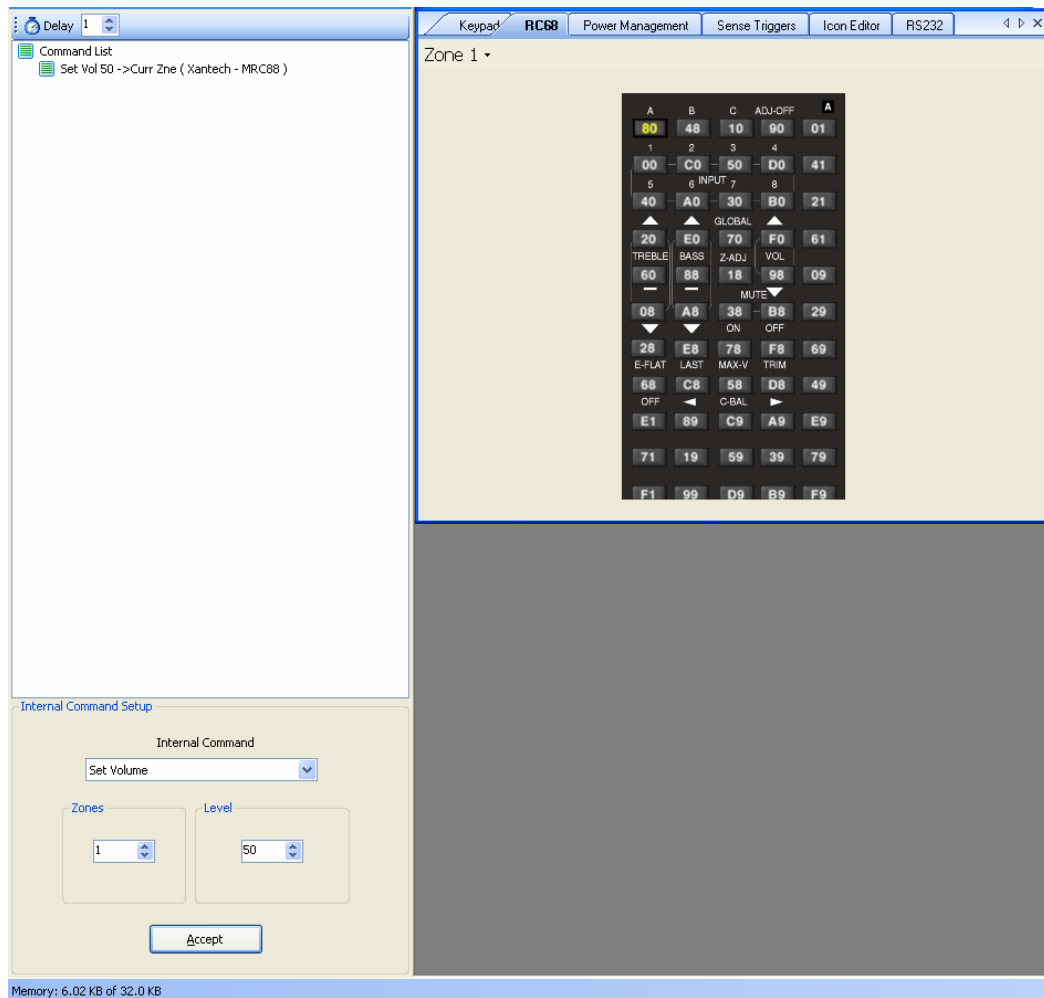 Delay 1
Command List
Set Vol 50 ->Curr Zne ( Xantech - MRC88 )
Internal Command Setup
Internal Command
Set Volume
Zones
Level
1
50
Accept
Keypad RC68 Power Management Sense Triggers Icon Editor RS232
Zone 1
A B C ADJ-OFF A
80 48 10 90 01
1 2 3 4
00 C0 50 D0 41
INPUT
5 6 7 8
40 A0 30 B0 21
GLOBAL
20 E0 70 F0 61
TREBLE BASS Z-ADJ VOL
60 88 18 98 09
MUTE
08 A8 38 B8 29
ON OFF
28 E8 78 F8 69
E-FLAT LAST MAX-V TRIM
68 C8 58 D8 49
OFF C-BAL
E1 89 C9 A9 E9
71 19 59 39 79
F1 99 D9 B9 F9
Memory: 6.02 KB of 32.0 KB